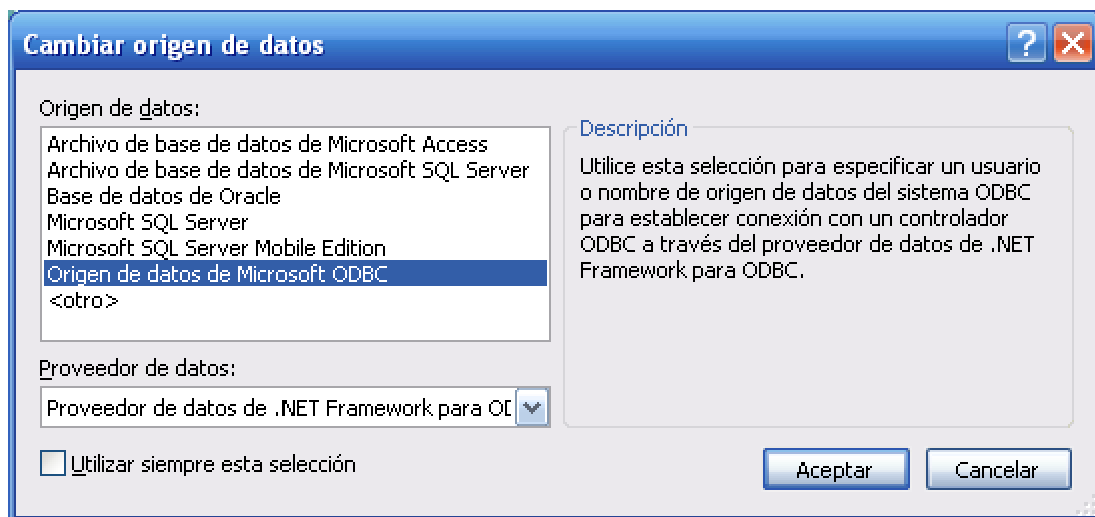 Cambiar origen de datos
Origen de datos:
Archivo de base de datos de Microsoft Access
Archivo de base de datos de Microsoft SQL Server
Base de datos de Oracle
Microsoft SQL Server
Microsoft SQL Server Mobile Edition
Origen de datos de Microsoft ODBC
<otro>
Proveedor de datos:
Proveedor de datos de .NET Framework para OD
Utilizar siempre esta selección
Descripción
Utilice esta selección para especificar un usuario
o nombre de origen de datos del sistema ODBC
para establecer conexión con un controlador
ODBC a través del proveedor de datos de .NET
Framework para ODBC.
Aceptar
Cancelar